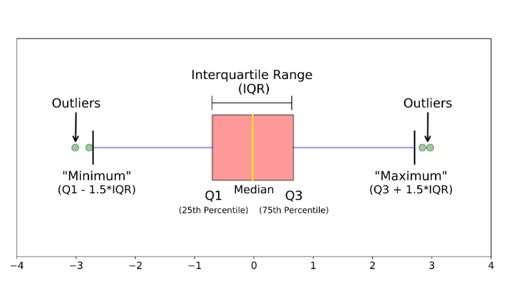 Interquartile Range
(IQR)
Outliers
Outliers
"Minimum"
(Q1 - 1.5*IQR)
"Maximum"
(Q3 + 1.5*IQR)
Median
Q1
Q3
(25th Percentile)
(75th Percentile)
−4 −3 −2 −1 0 1 2 3 4